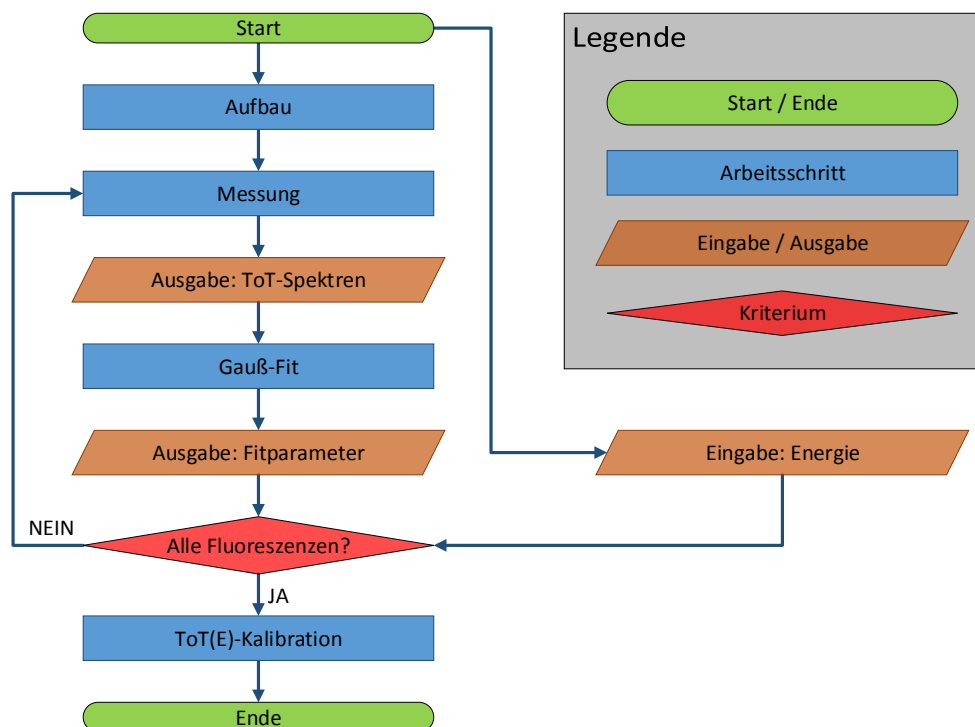 Start
Aufbau
Messung
Ausgabe: ToT-Spektren
Gauß-Fit
Ausgabe: Fitparameter
NEIN
Alle Fluoreszenzen?
JA
ToT(E)-Kalibration
Ende
Eingabe: Energie
Legende
Start / Ende
Arbeitsschritt
Eingabe / Ausgabe
Kriterium